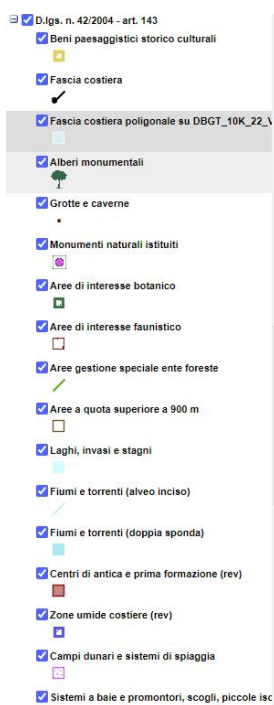 D.lgs. n. 42/2004 - art. 143
Beni paesaggistici storico culturali
Fascia costiera
Fascia costiera poligonale su DBGT_10K_22_V
Alberi monumentali
Grotte e caverne
Monumenti naturali istituiti
Aree di interesse botanico
Aree di interesse faunistico
Aree gestione speciale ente foreste
Aree a quota superiore a 900 m
Laghi, invasi e stagni
Fiumi e torrenti (alveo inciso)
Fiumi e torrenti (doppia sponda)
Centri di antica e prima formazione (rev)
Zone umide costiere (rev)
Campi dunari e sistemi di spiaggia
Sistemi a baie e promontori, scogli, piccole iso